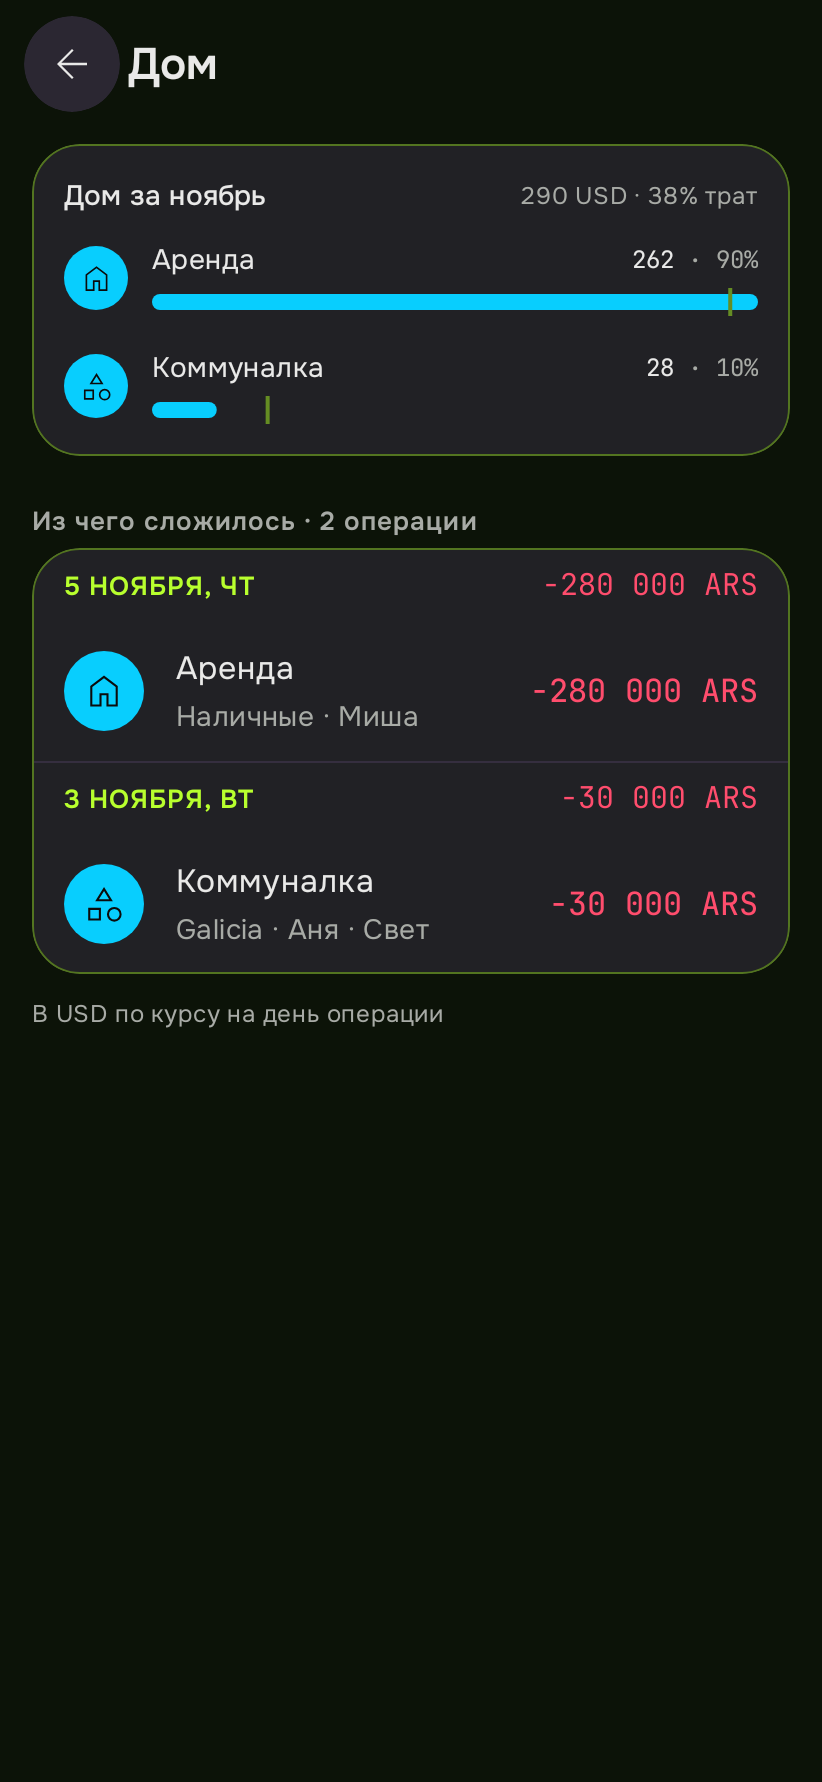 Дом
Дом за ноябрь 290 USD · 38% трат
Аренда 262 · 90%
Коммуналка 28 · 10%
Из чего сложилось · 2 операции
5 НОЯБРЯ, ЧТ -280 000 ARS
Аренда -280 000 ARS
Наличные · Миша
3 НОЯБРЯ, ВТ -30 000 ARS
Коммуналка -30 000 ARS
Galicia · Аня · Свет
В USD по курсу на день операции